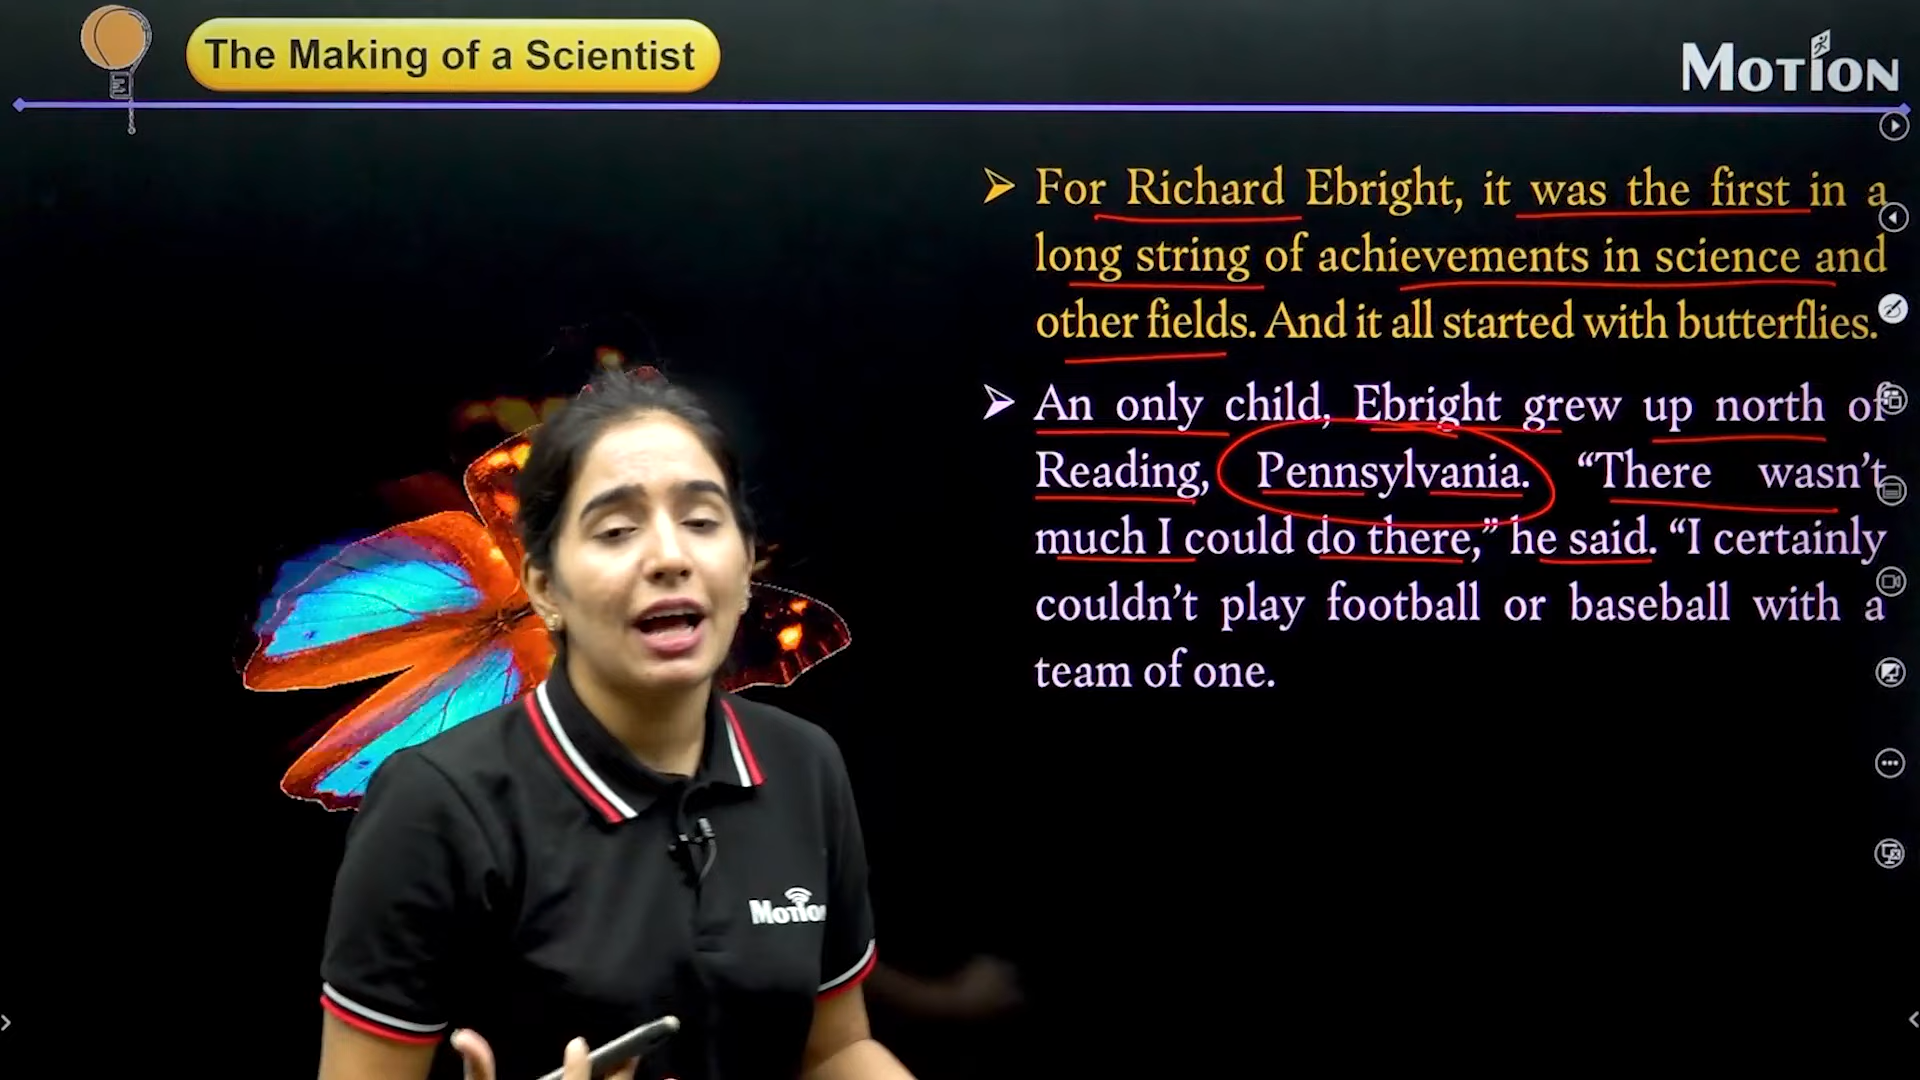 The Making of a Scientist
MOTION
For Richard Ebright, it was the first in a
long string of achievements in science and
other fields. And it all started with butterflies.
An only child, Ebright grew up north of
Reading, Pennsylvania. “There wasn’t
much I could do there,” he said. “I certainly
couldn’t play football or baseball with a
team of one.
MOTION